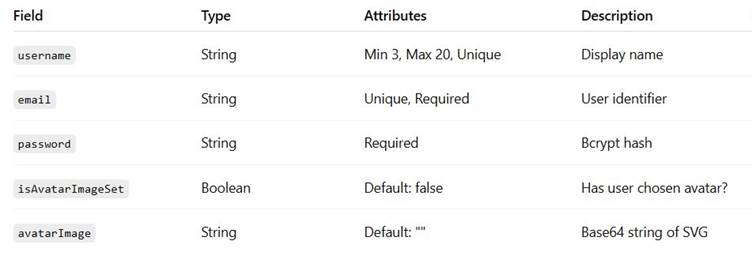 Field Type Attributes Description
username String Min 3, Max 20, Unique Display name
email String Unique, Required User identifier
password String Required Bcrypt hash
isAvatarImageSet Boolean Default: false Has user chosen avatar?
avatarImage String Default: "" Base64 string of SVG